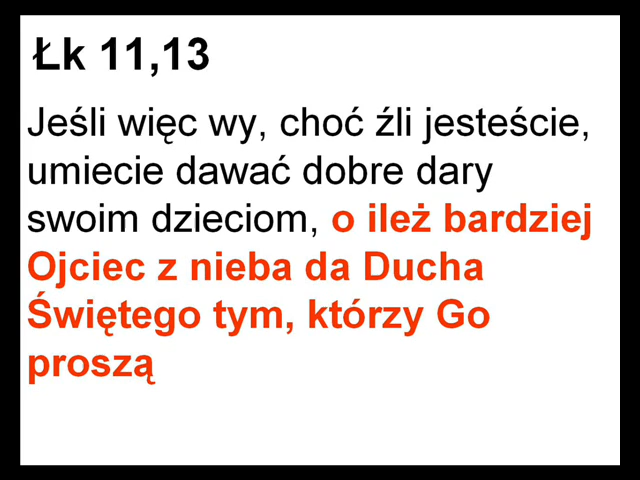 Łk 11,13
Jeśli więc wy, choć źli jesteście,
umiecie dawać dobre dary
swoim dzieciom, o ileż bardziej
Ojciec z nieba da Ducha
Świętego tym, którzy Go
proszą